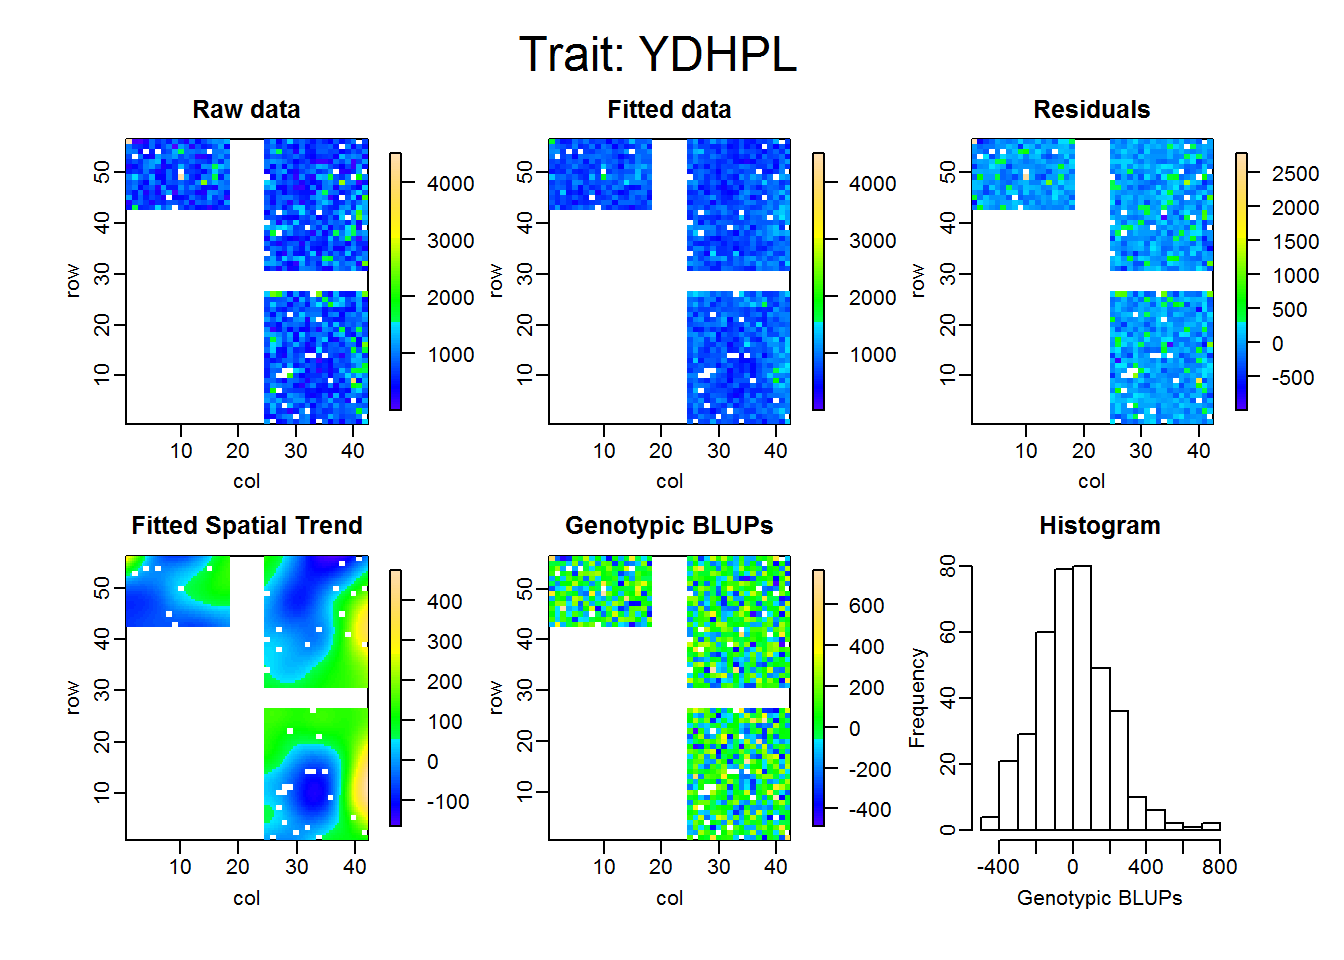 Trait: YDHPL
Raw data
Fitted data
Residuals
row
50
40
30
20
10
10 20 30 40
col
4000
3000
2000
1000
row
50
40
30
20
10
10 20 30 40
col
4000
3000
2000
1000
row
50
40
30
20
10
10 20 30 40
col
2500
2000
1500
1000
500
0
-500
Fitted Spatial Trend
Genotypic BLUPs
Histogram
row
50
40
30
20
10
10 20 30 40
col
400
300
200
100
0
-100
row
50
40
30
20
10
10 20 30 40
col
600
400
200
0
-200
-400
Frequency
80
60
40
20
0
-400 0 400 800
Genotypic BLUPs